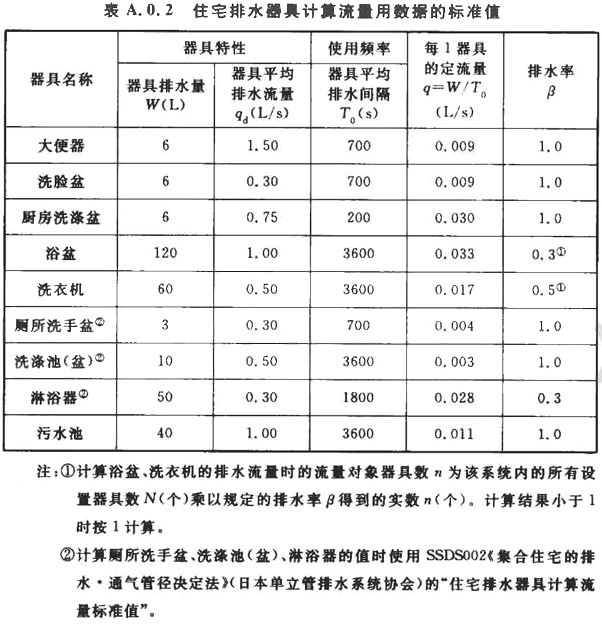 表 A.0.2 住宅排水器具计算流量用数据的标准值
器具名称 器具特性 使用频率 每1器具的定流量 q=W/T₀ (L/s) 排水率 β
器具排水量 W(L) 器具平均排水流量 qd(L/s) 器具平均排水间隔 T₀(s)
大便器 6 1.50 700 0.009 1.0
洗脸盆 6 0.30 700 0.009 1.0
厨房洗涤盆 6 0.75 200 0.030 1.0
浴盆 120 1.00 3600 0.033 0.3①
洗衣机 60 0.50 3600 0.017 0.5①
厕所洗手盆② 3 0.30 700 0.004 1.0
洗涤池(盆)② 10 0.50 3600 0.003 1.0
淋浴器② 50 0.30 1800 0.028 0.3
污水池 40 1.00 3600 0.011 1.0
注:①计算浴盆、洗衣机的排水流量时的流量对象器具数 n 为该系统内的所有设
置器具数 N(个)乘以规定的排水率 β 得到的实数 n(个)。计算结果小于1
时按1计算。
②计算厕所洗手盆、洗涤池(盆)、淋浴器的值时使用 SSDS002《集合住宅的排
水·通气管径决定法》(日本单立管排水系统协会)的“住宅排水器具计算流
量标准值”。